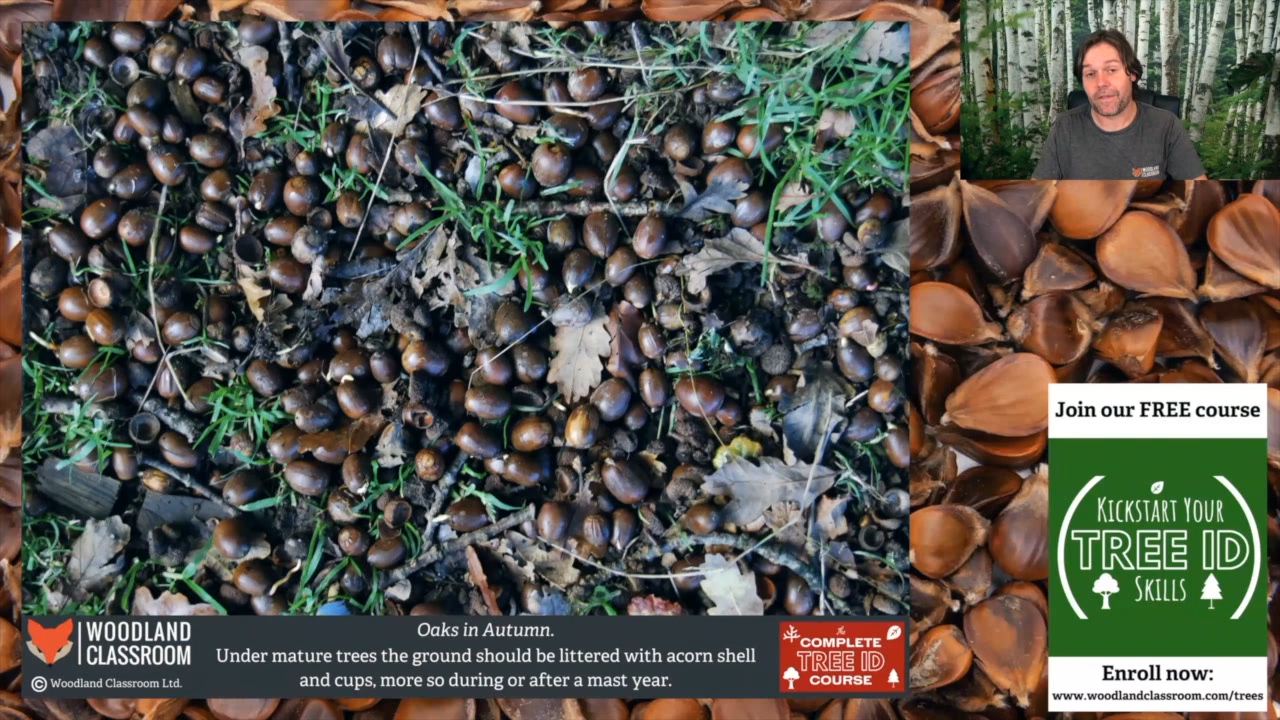 Join our FREE course
KICKSTART YOUR
TREE ID
SKILLS
Enroll now:
www.woodlandclassroom.com/trees
WOODLAND
CLASSROOM
© Woodland Classroom Ltd.
Oaks in Autumn.
Under mature trees the ground should be littered with acorn shell
and cups, more so during or after a mast year.
The
COMPLETE
TREE ID
COURSE